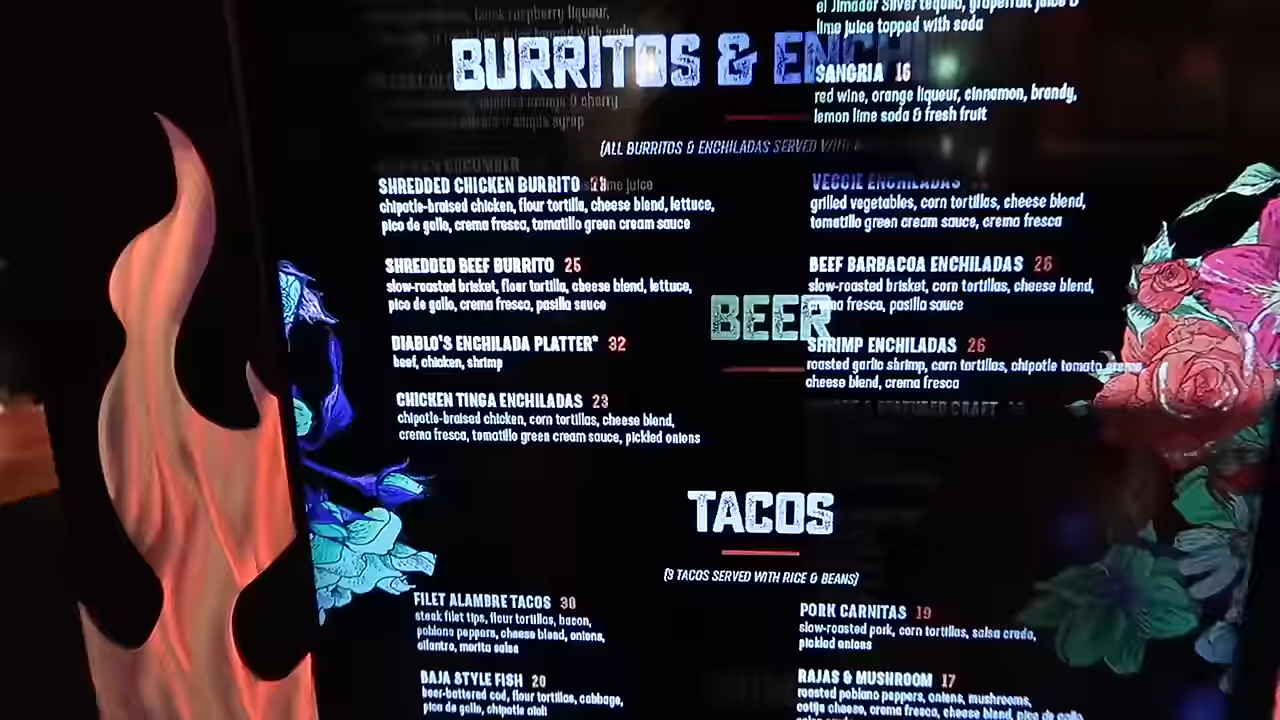 el Jimador Silver tequila, grapefruit juice &
lime juice topped with soda
SANGRIA 16
red wine, orange liqueur, cinnamon, brandy,
lemon lime soda & fresh fruit
BURRITOS & ENCH
(ALL BURRITOS & ENCHILADAS SERVED WITH
SHREDDED CHICKEN BURRITO
chipotle-braised chicken, flour tortilla, cheese blend, lettuce,
pico de gallo, crema fresca, tomatillo green cream sauce
SHREDDED BEEF BURRITO 25
slow-roasted brisket, flour tortilla, cheese blend, lettuce,
pico de gallo, crema fresca, pasilla sauce
DIABLO'S ENCHILADA PLATTER* 32
beef, chicken, shrimp
CHICKEN TINGA ENCHILADAS 23
chipotle-braised chicken, corn tortillas, cheese blend,
crema fresca, tomatillo green cream sauce, pickled onions
VEGGIE ENCHILADAS
grilled vegetables, corn tortillas, cheese blend,
tomatillo green cream sauce, crema fresca
BEEF BARBACOA ENCHILADAS 26
slow-roasted brisket, corn tortillas, cheese blend,
fresca, pasilla sauce
BEER
SHRIMP ENCHILADAS 26
roasted garlic shrimp, corn tortillas, chipotle tomato crema
cheese blend, crema fresca
TACOS
(3 TACOS SERVED WITH RICE & BEANS)
FILET ALAMBRE TACOS 30
steak filet tips, flour tortillas, bacon,
poblano peppers, cheese blend, onions,
cilantro, morita salsa
BAJA STYLE FISH 20
beer-battered cod, flour tortillas, cabbage,
pico de gallo, chipotle aioli
PORK CARNITAS 19
slow-roasted pork, corn tortillas, salsa cruda,
pickled onions
RAJAS & MUSHROOM 17
roasted poblano peppers, onions, mushrooms,
cotija cheese, crema fresca, cheese blend, pico de gallo